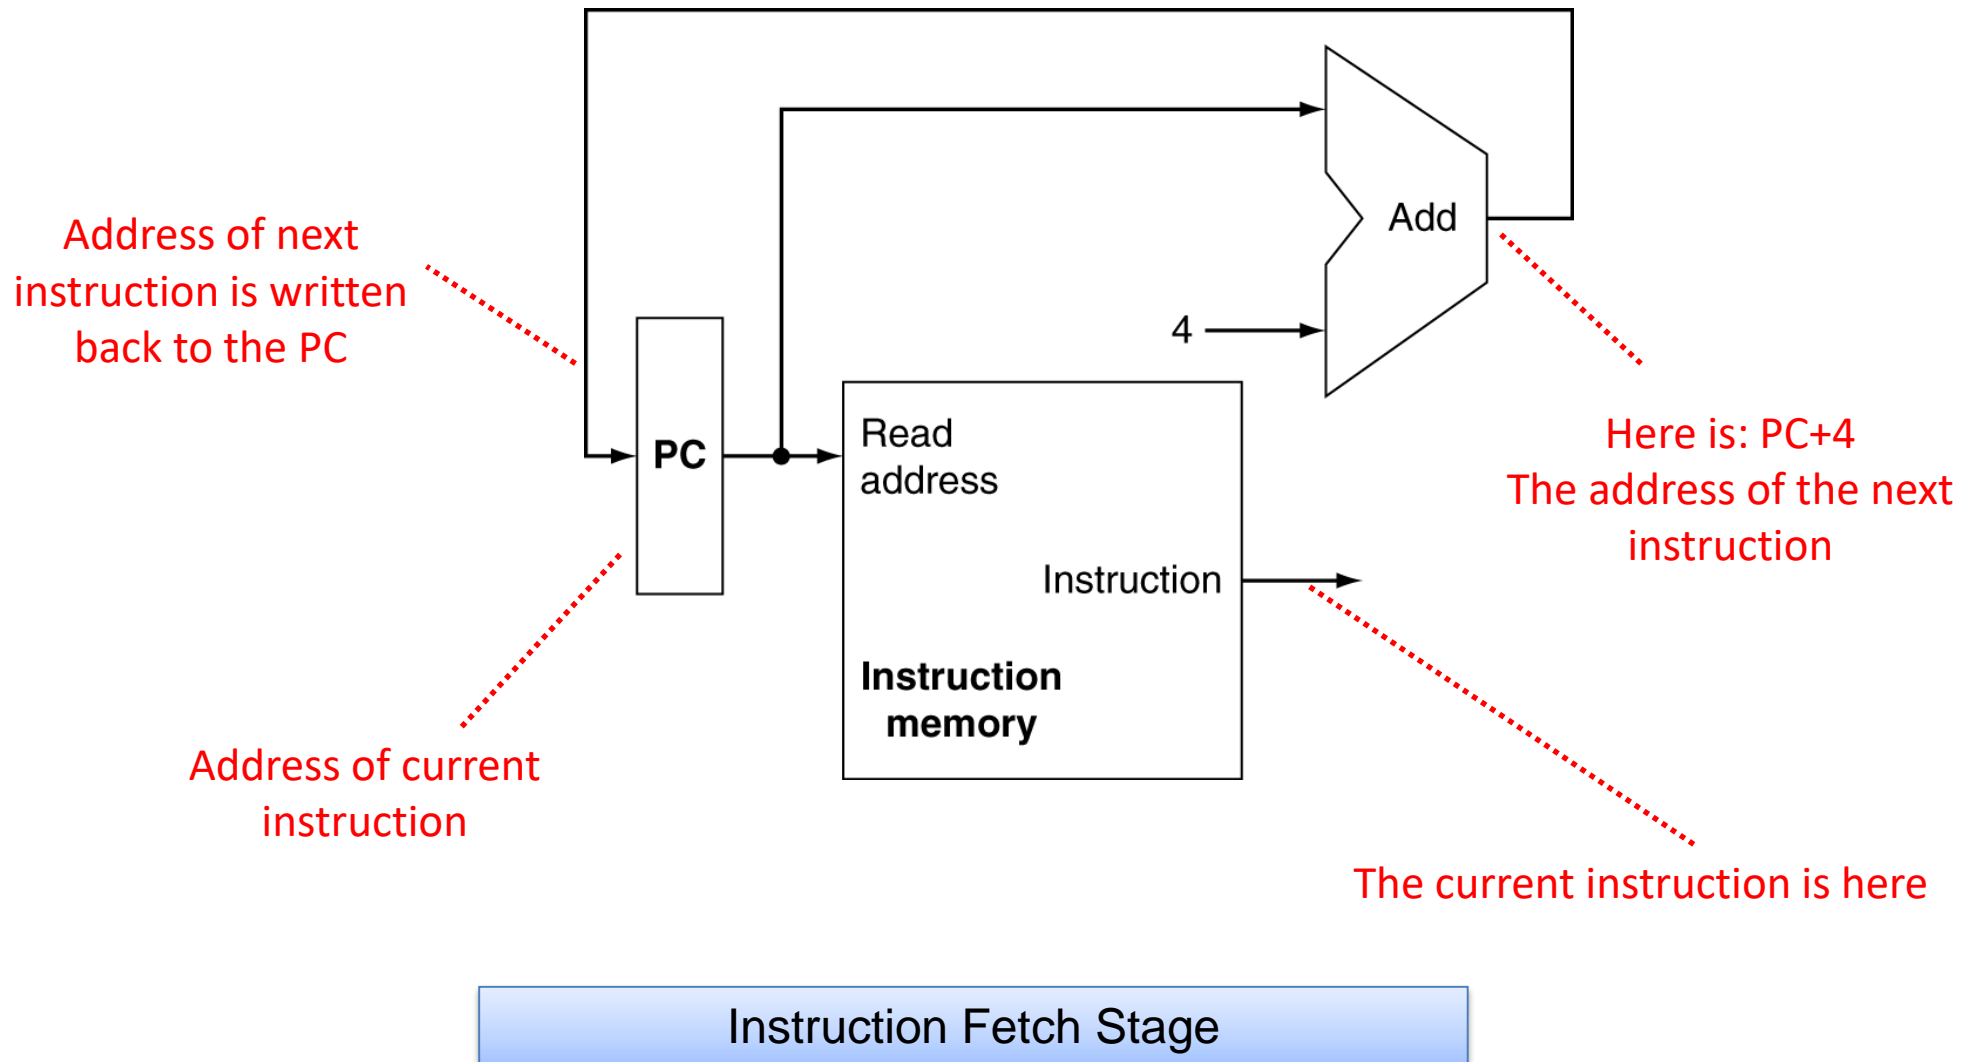 Add
Address of next
instruction is written
back to the PC
4
PC
Read
address
Here is: PC+4
The address of the next
instruction
Instruction
Instruction
memory
Address of current
instruction
The current instruction is here
Instruction Fetch Stage